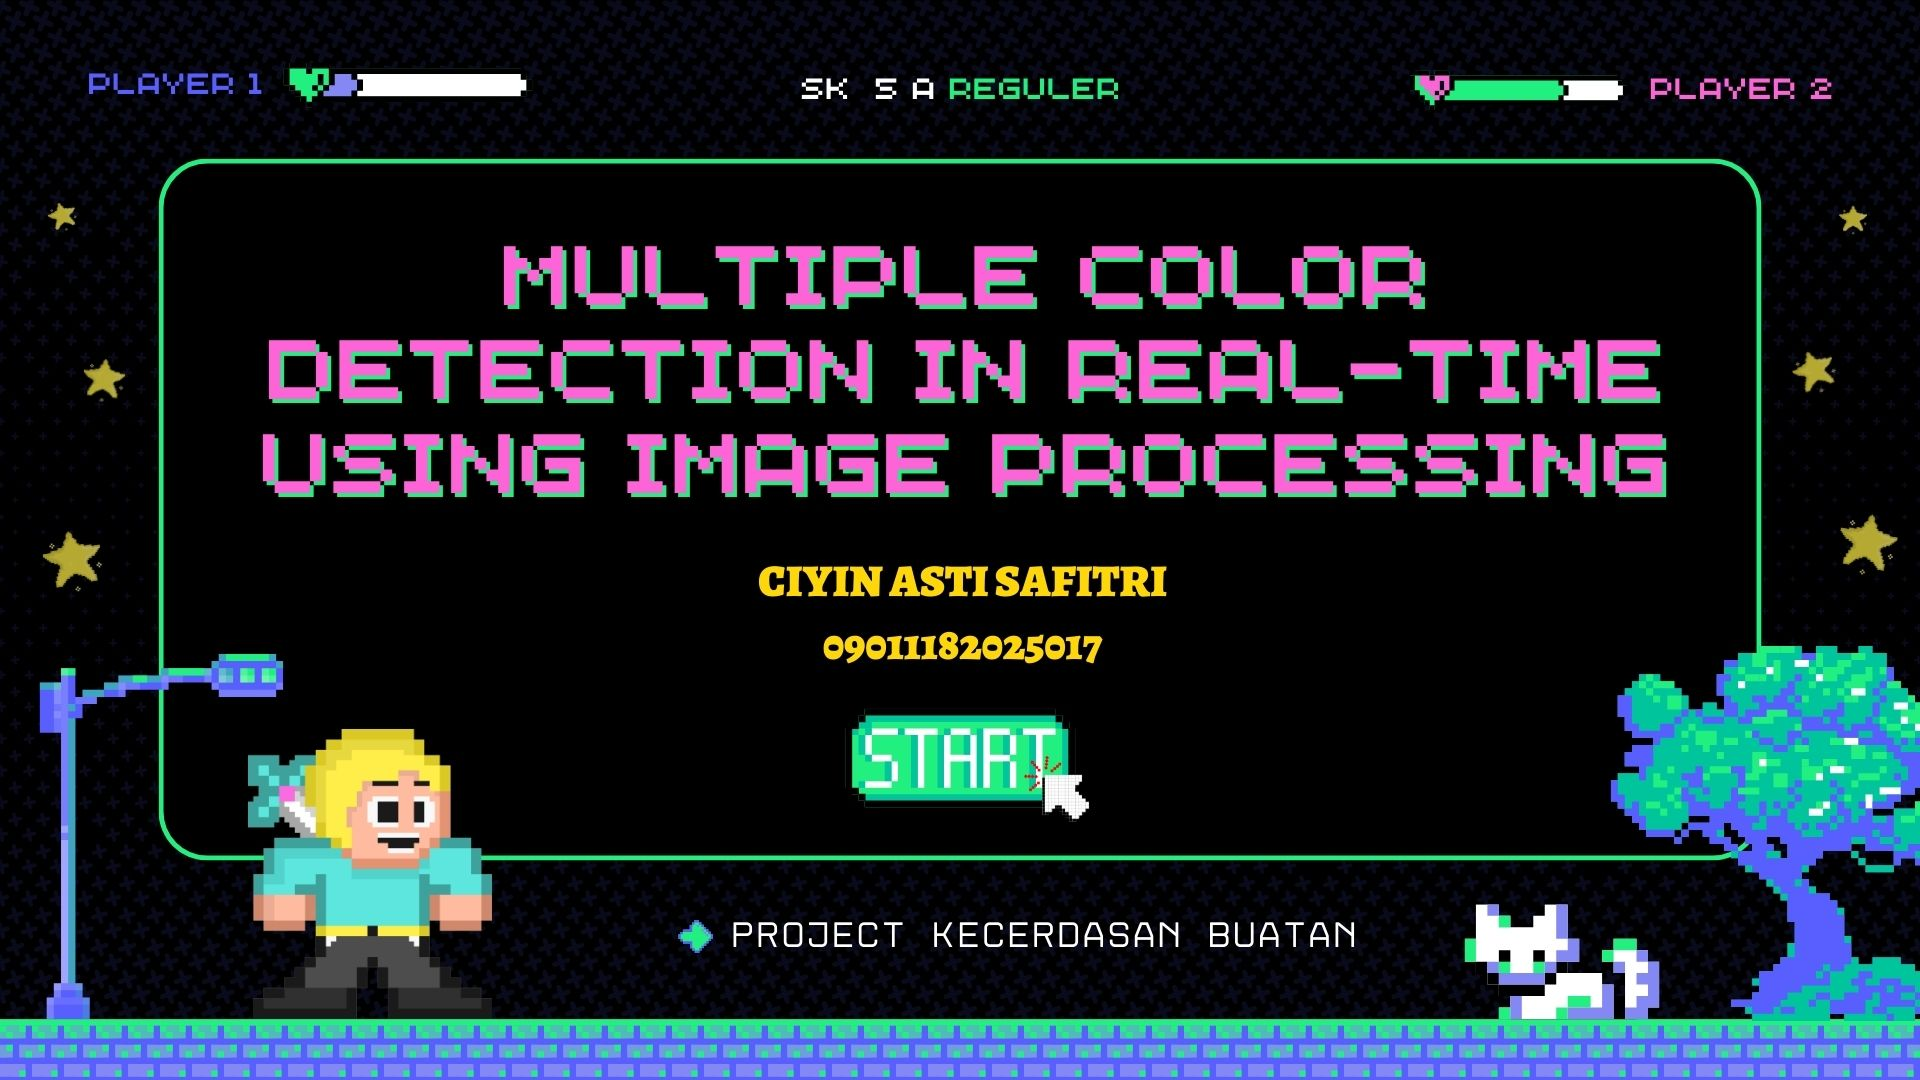 PLAYER 1
SK 5 A REGULER
PLAYER 2
MULTIPLE COLOR
DETECTION IN REAL-TIME
USING IMAGE PROCESSING
CIYIN ASTI SAFITRI
09011182025017
START
PROJECT KECERDASAN BUATAN